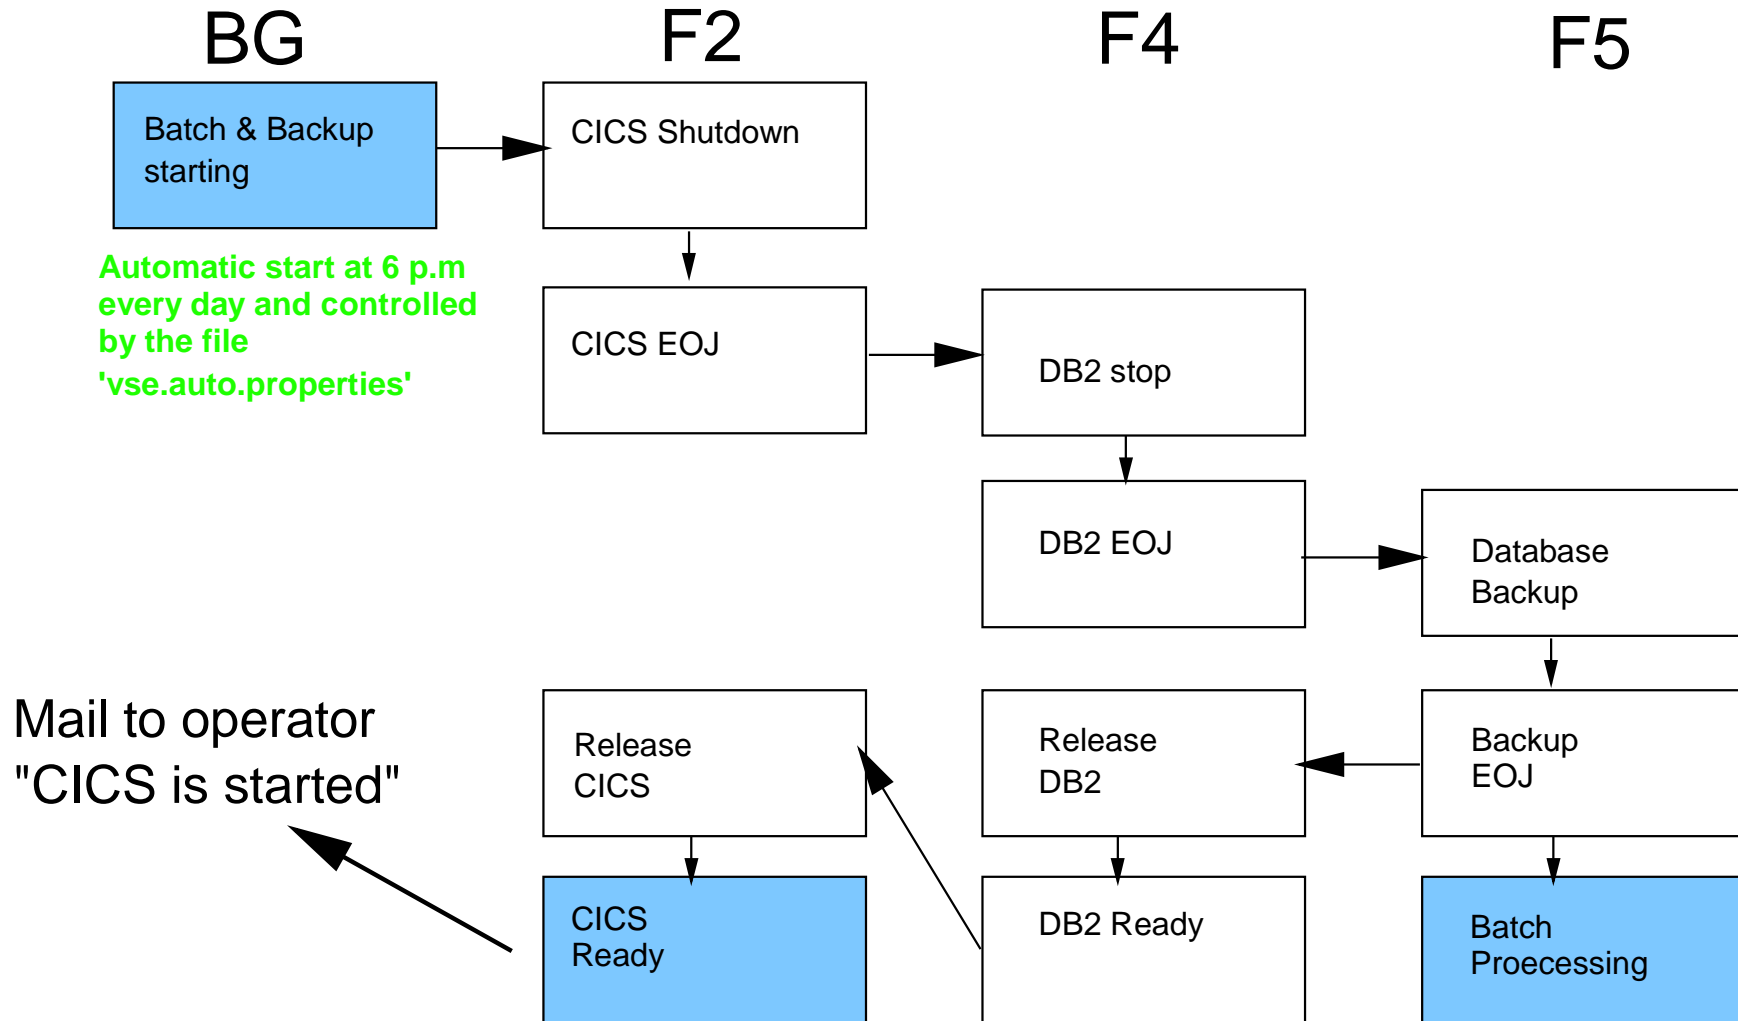 BG
F2
F4
F5
Batch & Backup
starting
CICS Shutdown
Automatic start at 6 p.m
every day and controlled
by the file
'vse.auto.properties'
CICS EOJ
DB2 stop
DB2 EOJ
Database
Backup
Mail to operator
"CICS is started"
Release
CICS
Release
DB2
Backup
EOJ
CICS
Ready
DB2 Ready
Batch
Proecessing